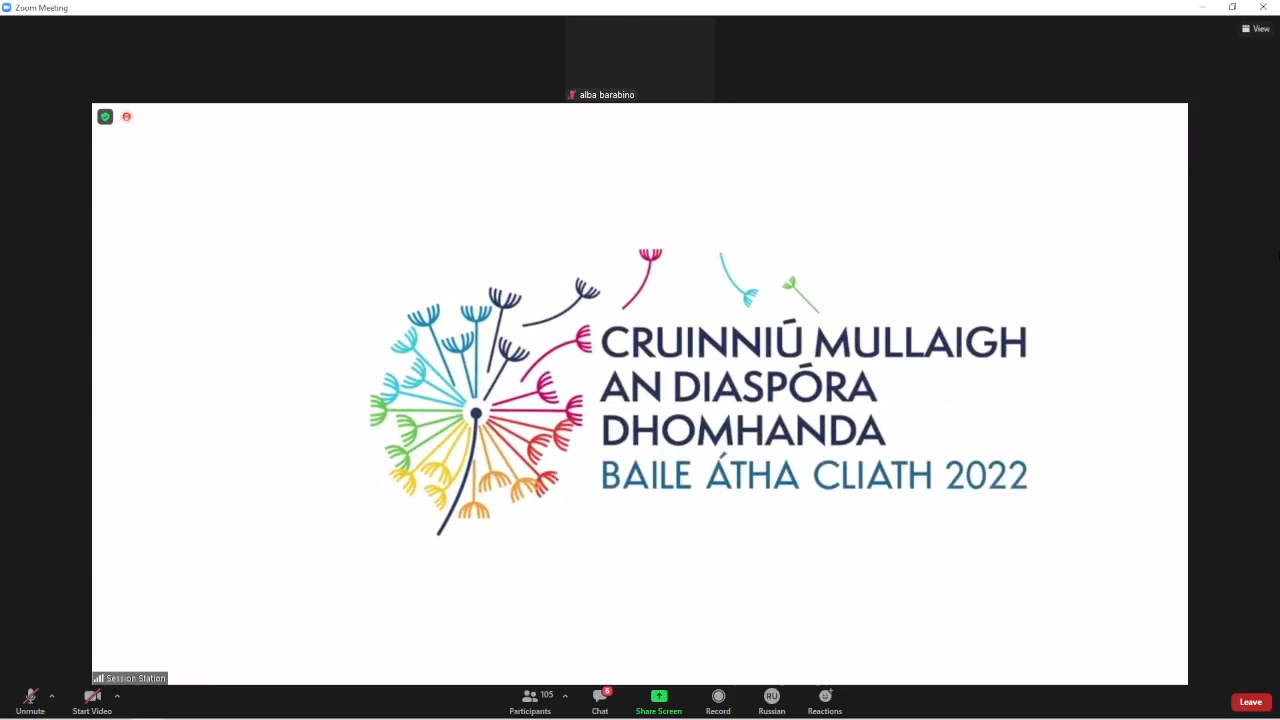 Zoom Meeting
View
alba barabino
CRUINNIÚ MULLAIGH
AN DIASPÓRA
DHOMHANDA
BAILE ÁTHA CLIATH 2022
Session Station
Unmute
Start Video
105
Participants
6
Chat
Share Screen
Record
RU
Russian
Reactions
Leave